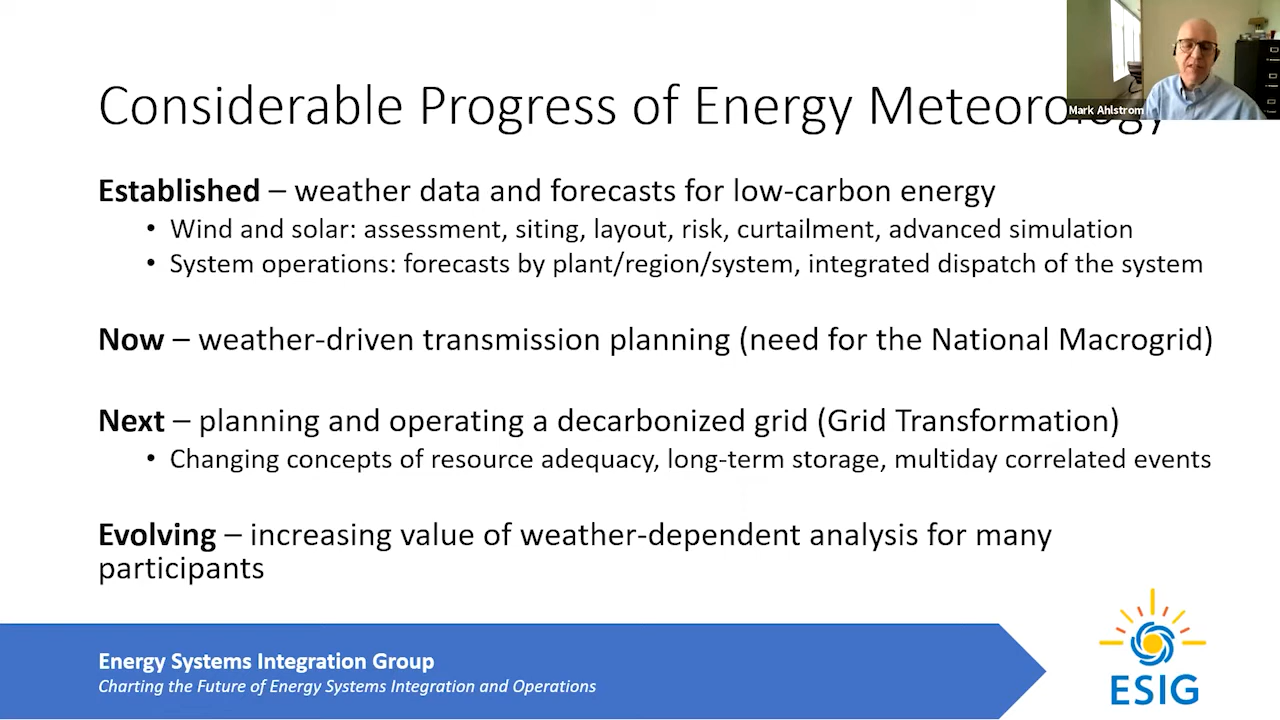 Considerable Progress of Energy Meteorology
Mark Ahlstrom
Established – weather data and forecasts for low-carbon energy
• Wind and solar: assessment, siting, layout, risk, curtailment, advanced simulation
• System operations: forecasts by plant/region/system, integrated dispatch of the system
Now – weather-driven transmission planning (need for the National Macrogrid)
Next – planning and operating a decarbonized grid (Grid Transformation)
• Changing concepts of resource adequacy, long-term storage, multiday correlated events
Evolving – increasing value of weather-dependent analysis for many
participants
Energy Systems Integration Group
Charting the Future of Energy Systems Integration and Operations
ESIG